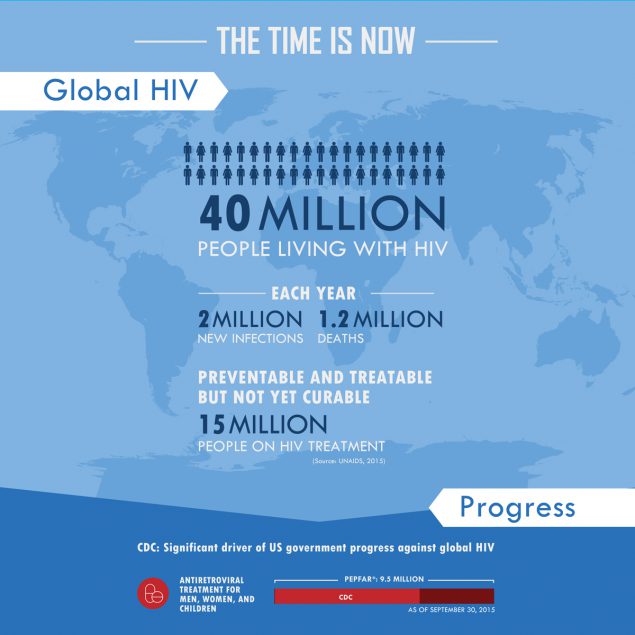 THE TIME IS NOW
Global HIV
40 MILLION
PEOPLE LIVING WITH HIV
EACH YEAR
2 MILLION 1.2 MILLION
NEW INFECTIONS DEATHS
PREVENTABLE AND TREATABLE
BUT NOT YET CURABLE
15 MILLION
PEOPLE ON HIV TREATMENT
(Source: UNAIDS, 2015)
Progress
CDC: Significant driver of US government progress against global HIV
ANTIRETROVIRAL
TREATMENT FOR
MEN, WOMEN, AND
CHILDREN
PEPFAR*: 9.5 MILLION
CDC
AS OF SEPTEMBER 30, 2015